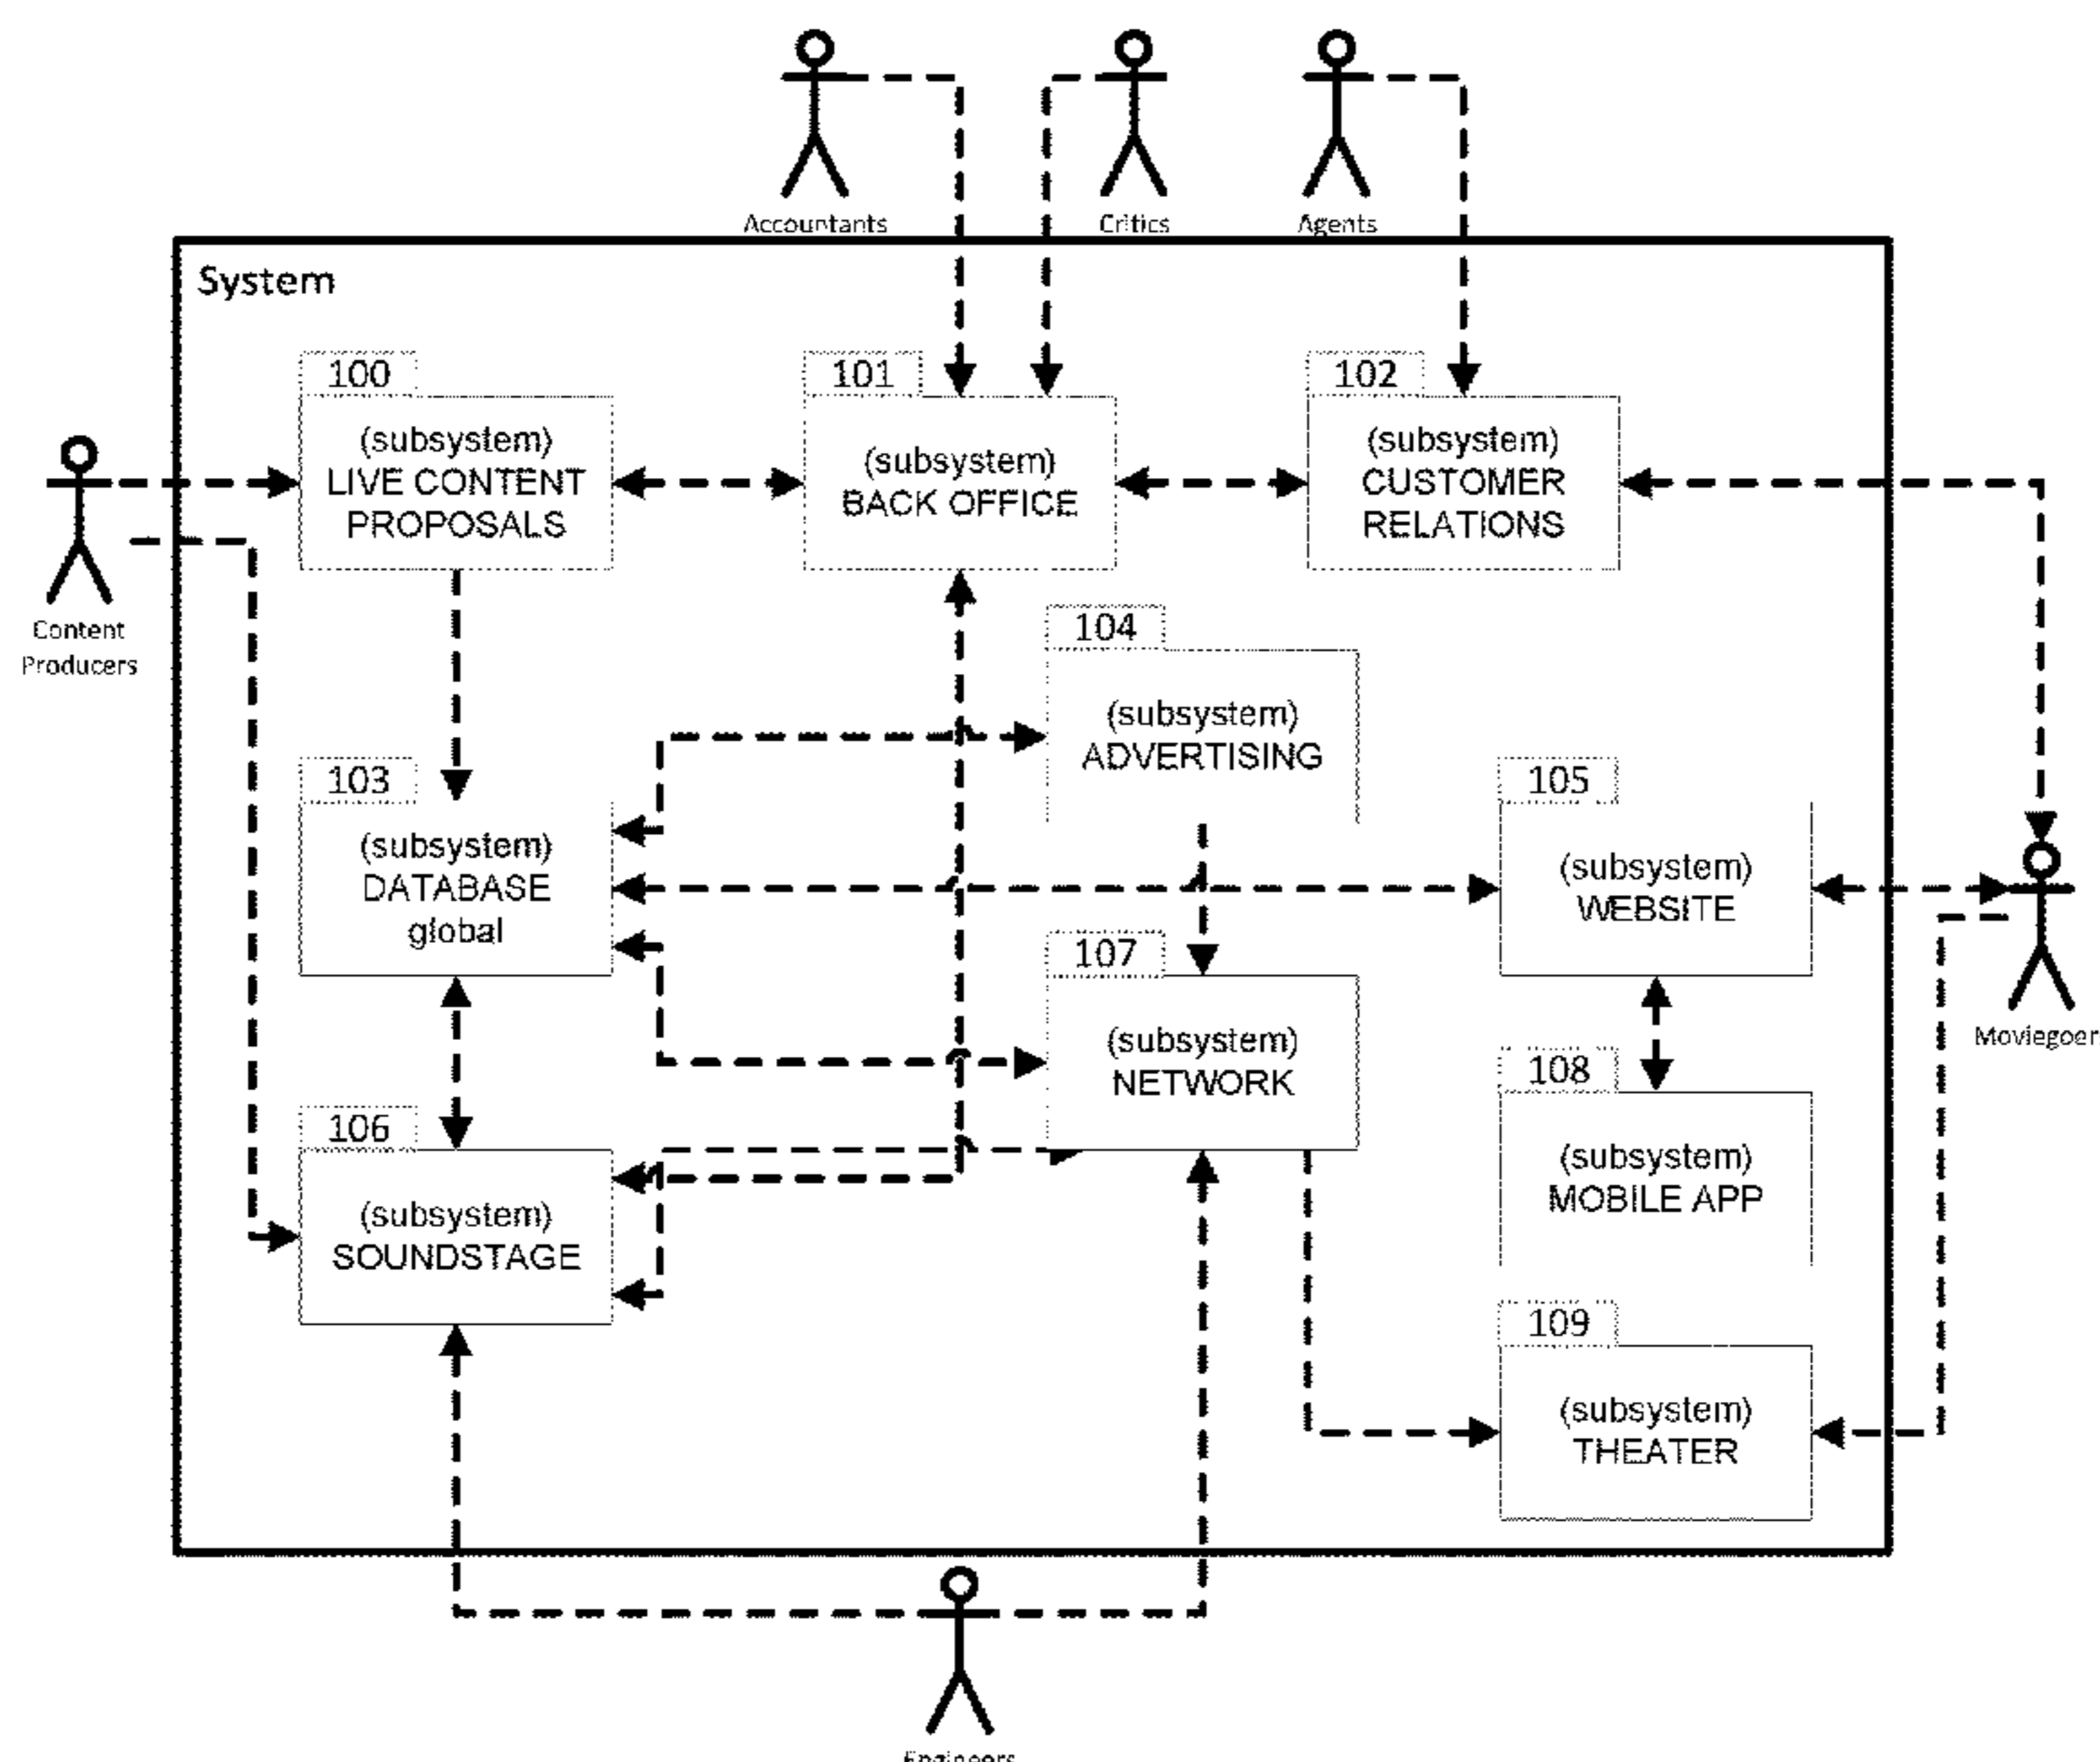 Accountants
Critics
Agents
System
100
101
102
(subsystem)
LIVE CONTENT
PROPOSALS
(subsystem)
BACK OFFICE
(subsystem)
CUSTOMER
RELATIONS
Content
Producers
104
(subsystem)
ADVERTISING
103
(subsystem)
DATABASE
global
105
(subsystem)
WEBSITE
107
(subsystem)
NETWORK
Moviegoer
108
(subsystem)
MOBILE APP
106
(subsystem)
SOUNDSTAGE
109
(subsystem)
THEATER
Engineers